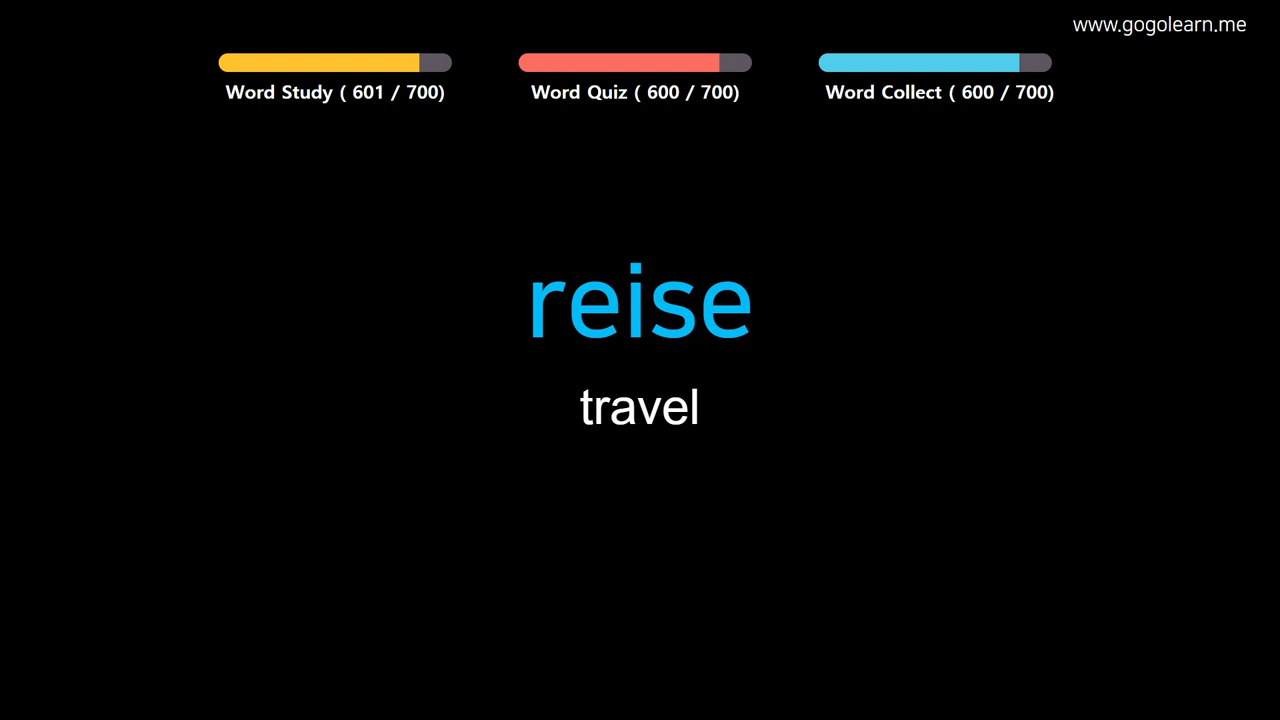 www.gogolearn.me
Word Study ( 601 / 700)
Word Quiz ( 600 / 700)
Word Collect ( 600 / 700)
reise
travel